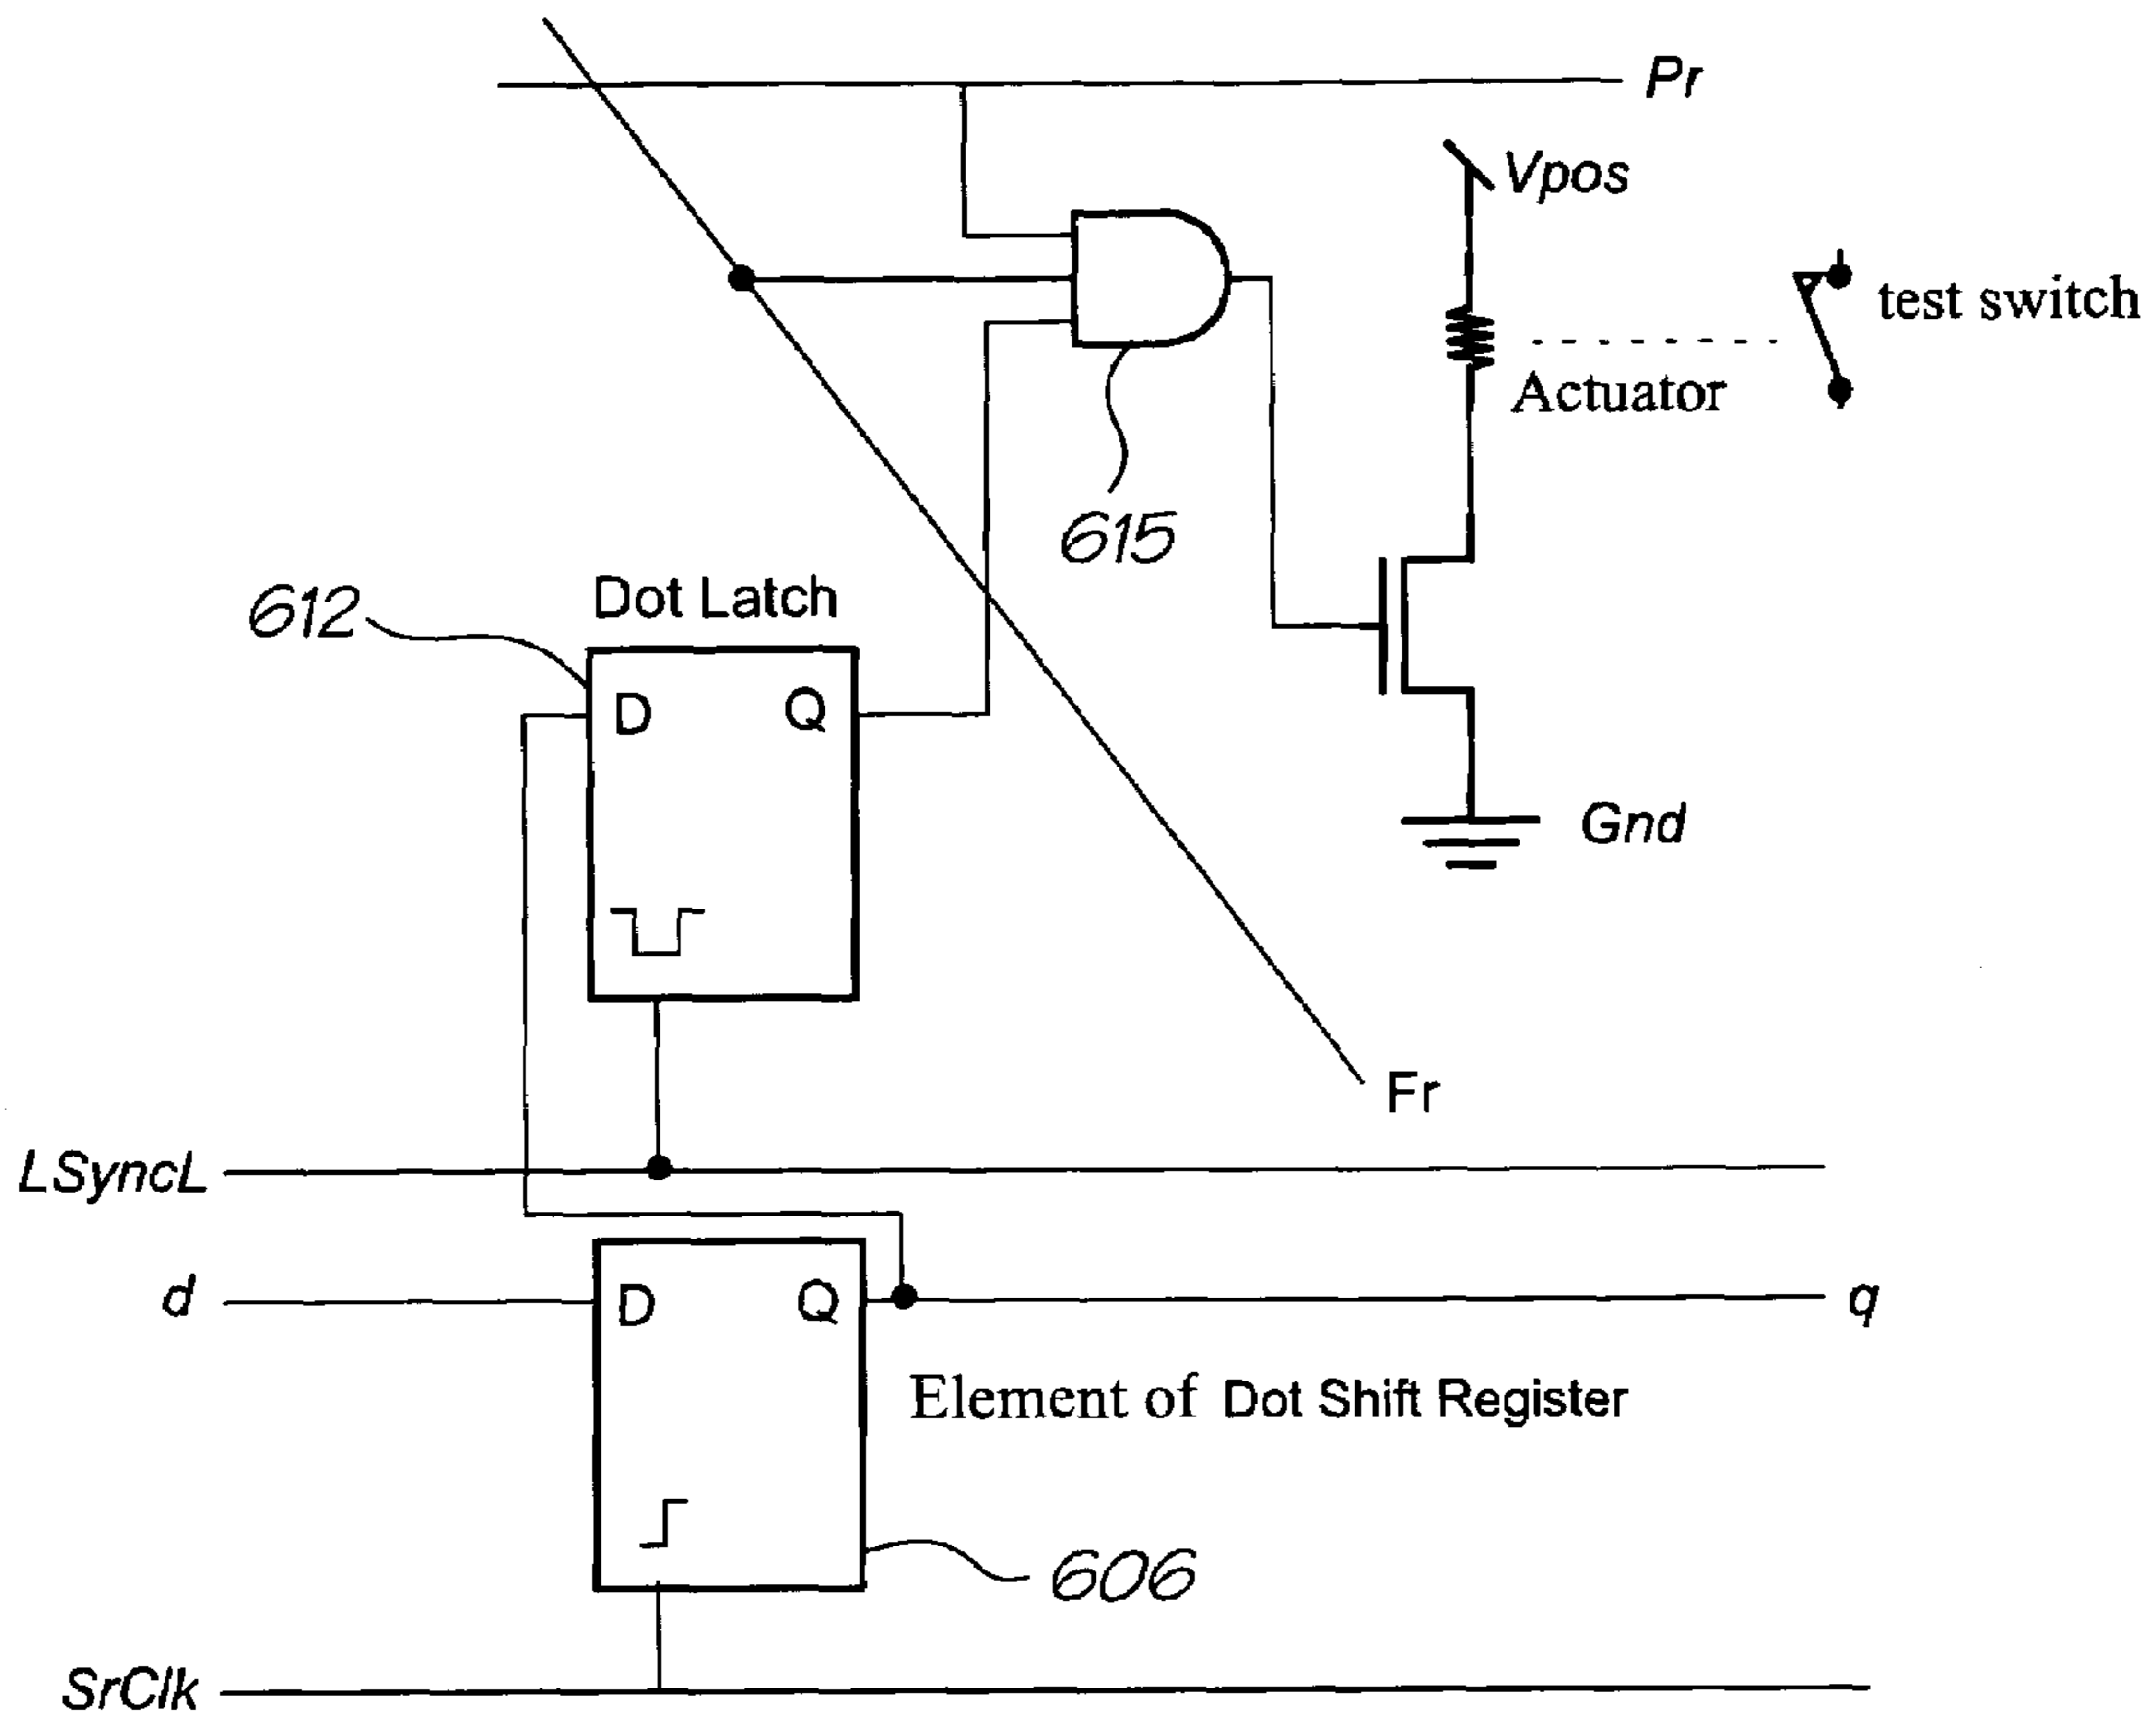 Pr
Vpos
test switch
Actuator
615
612
Dot Latch
D Q
Gnd
Fr
LSyncL
d
D Q
q
Element of Dot Shift Register
606
SrClk